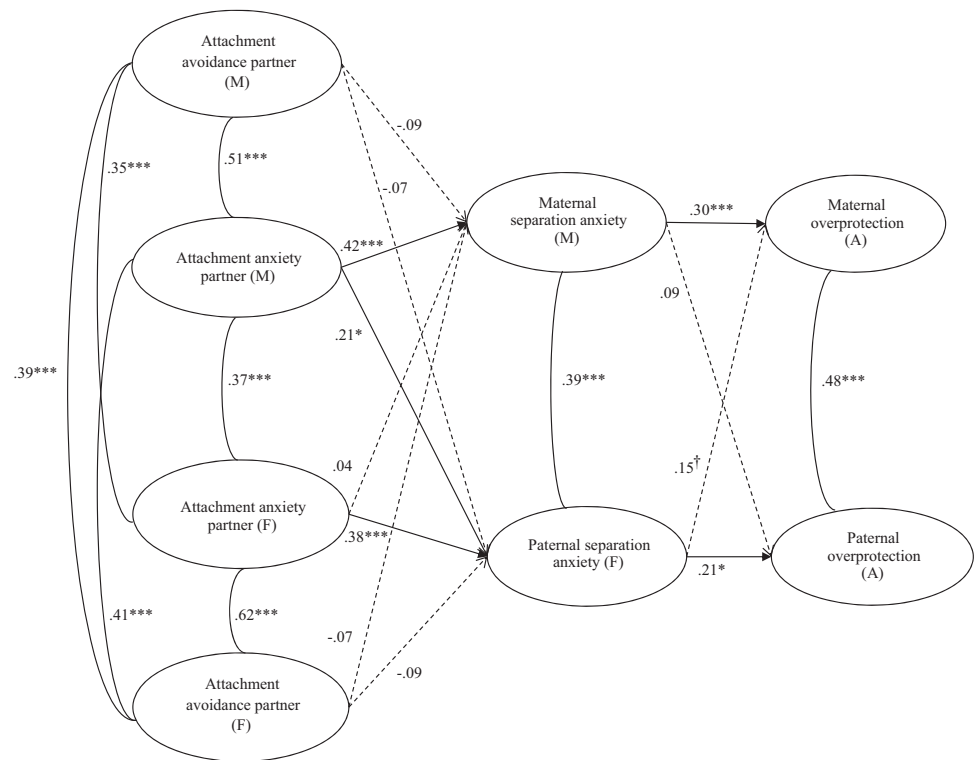 Attachment
avoidance partner
(M)
-.09
.35***
.51***
-.07
Maternal
separation anxiety
(M)
.30***
Maternal
overprotection
(A)
Attachment anxiety
partner (M)
.42***
.09
.21*
.39***
.37***
.39***
.48***
.04
.15†
Attachment anxiety
partner (F)
.38***
Paternal separation
anxiety (F)
.21*
Paternal
overprotection
(A)
.41***
.62***
-.07
-.09
Attachment
avoidance partner
(F)